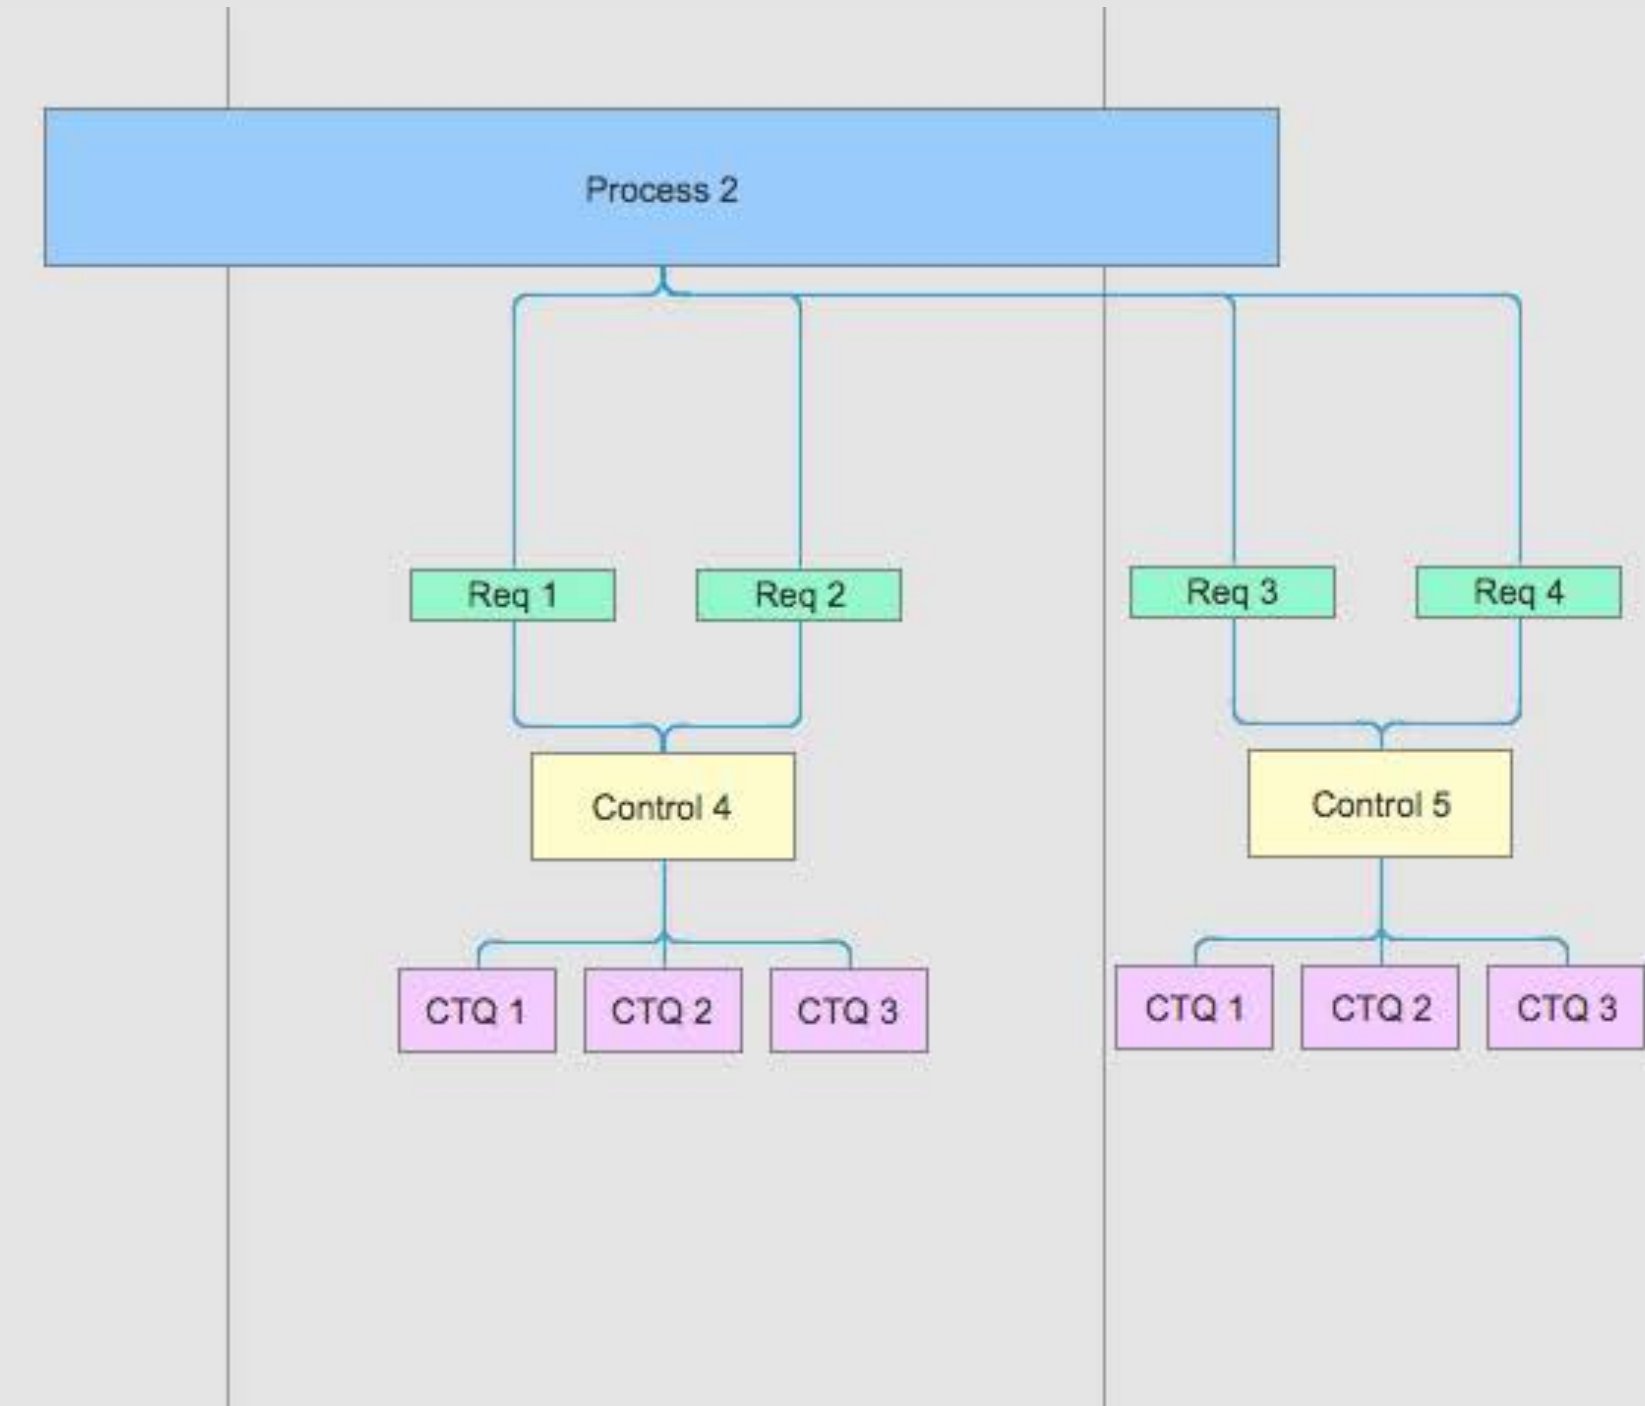 Process 2
Req 1
Req 2
Req 3
Req 4
Control 4
Control 5
CTQ 1
CTQ 2
CTQ 3
CTQ 1
CTQ 2
CTQ 3